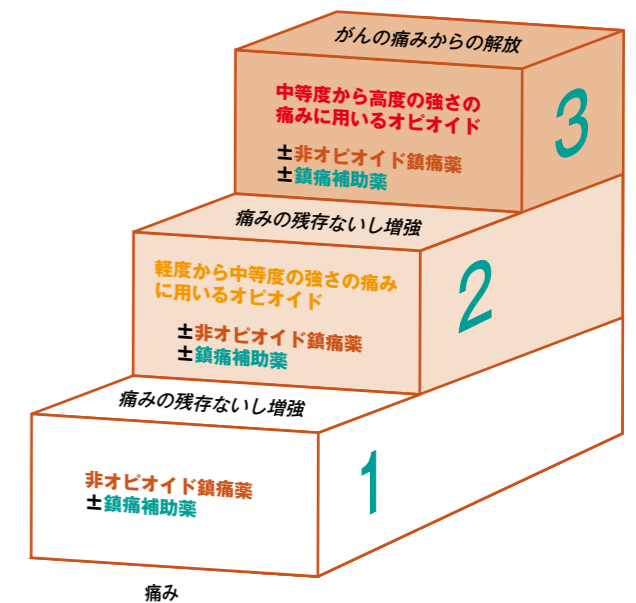 がんの痛みからの解放
中等度から高度の強さの
痛みに用いるオピオイド
±非オピオイド鎮痛薬
±鎮痛補助薬
3
痛みの残存ないし増強
軽度から中等度の強さの痛み
に用いるオピオイド
±非オピオイド鎮痛薬
±鎮痛補助薬
2
痛みの残存ないし増強
非オピオイド鎮痛薬
±鎮痛補助薬
1
痛み